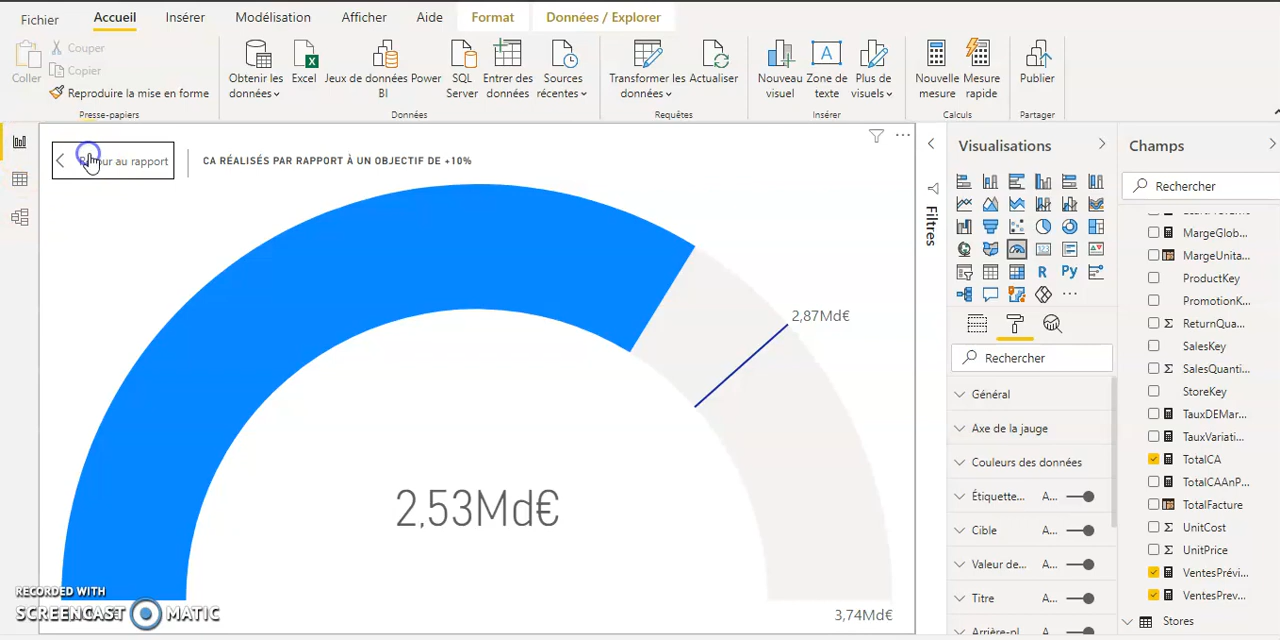 Fichier Accueil Insérer Modélisation Afficher Aide Format Données / Explorer
Coller
Couper
Copier
Reproduire la mise en forme
Presse-papiers
Obtenir les
données
Excel
Jeux de données Power
BI
SQL
Server
Entrer des
données
Sources
récentes
Données
Transformer les
données
Actualiser
Requêtes
Nouveau
visuel
Zone de
texte
Plus de
visuels
Insérer
Nouvelle
mesure
Mesure
rapide
Calculs
Publier
Partager
Retour au rapport
CA RÉALISÉS PAR RAPPORT À UN OBJECTIF DE +10%
2,87Md€
2,53Md€
3,74Md€
RECORDED WITH
SCREENCAST MATIC
Filtres
Visualisations
R Py
Rechercher
Général
Axe de la jauge
Couleurs des données
Étiquette... A...
Cible A...
Valeur de... A...
Titre A...
Arrière-pl... A...
Champs
Rechercher
MargeGlob...
MargeUnita...
ProductKey
PromotionK...
ReturnQua...
SalesKey
SalesQuanti...
StoreKey
TauxDEMar...
TauxVariati...
TotalCA
TotalCAAnP...
TotalFacture
UnitCost
UnitPrice
VentesPrévi...
VentesPrev...
Stores